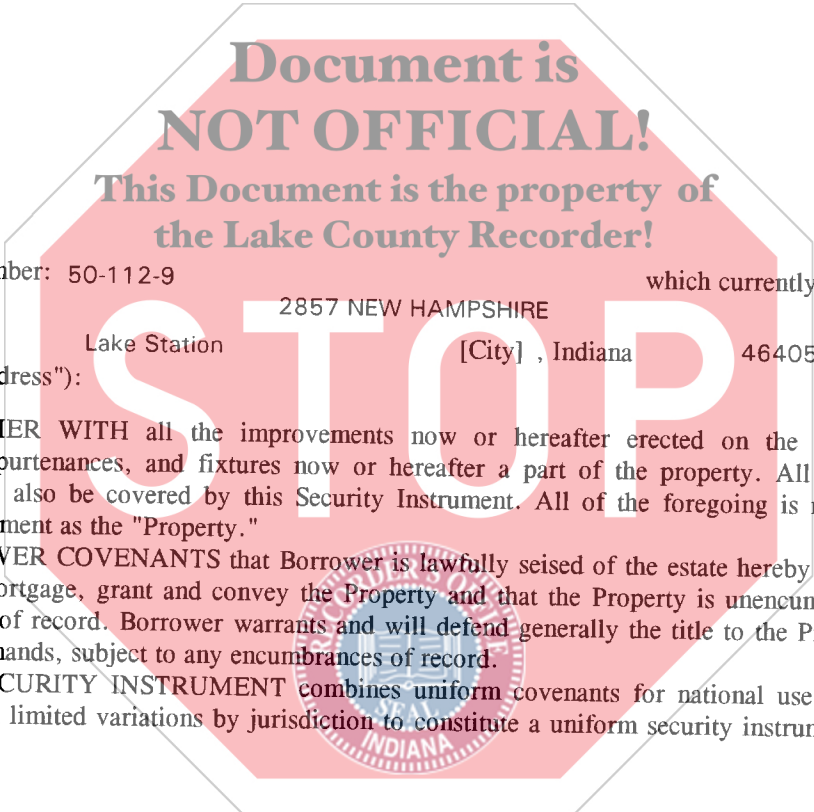 Document is
NOT OFFICIAL!
This Document is the property of
the Lake County Recorder!
nber: 50-112-9 which currently
2857 NEW HAMPSHIRE
Lake Station [City] , Indiana 46405
dress"):
STOP
IER WITH all the improvements now or hereafter erected on the
purtenances, and fixtures now or hereafter a part of the property. All
also be covered by this Security Instrument. All of the foregoing is r
ment as the "Property."
VER COVENANTS that Borrower is lawfully seised of the estate hereby
ortgage, grant and convey the Property and that the Property is unencun
of record. Borrower warrants and will defend generally the title to the P
nands, subject to any encumbrances of record.
CURITY INSTRUMENT combines uniform covenants for national use
limited variations by jurisdiction to constitute a uniform security instrun
RECORDER'S OFFICE
SEAL
INDIANA